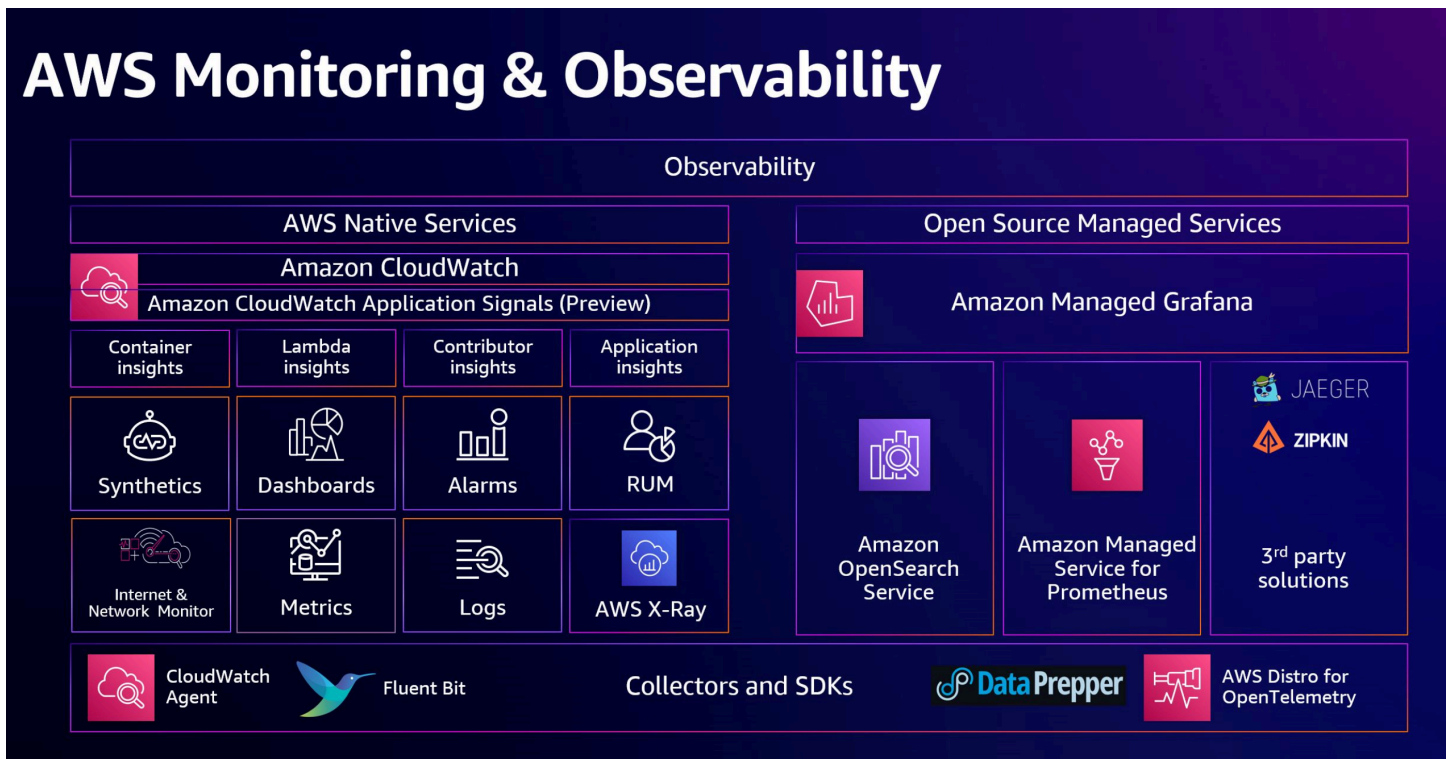 AWS Monitoring & Observability
Observability
AWS Native Services
Amazon CloudWatch
Amazon CloudWatch Application Signals (Preview)
Container
insights
Lambda
insights
Contributor
insights
Application
insights
Synthetics
Dashboards
Alarms
RUM
Internet &
Network Monitor
Metrics
Logs
AWS X-Ray
Open Source Managed Services
Amazon Managed Grafana
Amazon
OpenSearch
Service
Amazon Managed
Service for
Prometheus
JAEGER
ZIPKIN
3rd party
solutions
CloudWatch
Agent
Fluent Bit
Collectors and SDKs
Data Prepper
AWS Distro for
OpenTelemetry